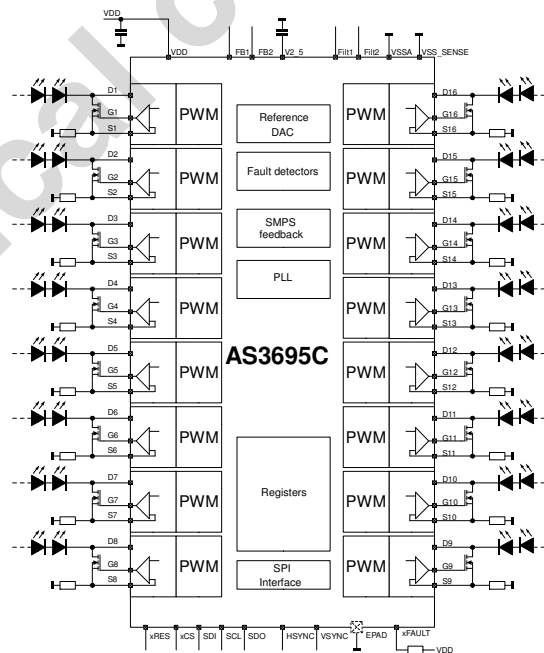 VDD
VDD FB1 FB2 V2_5 Filt1 Filt2 VSSA VSS_SENSE
D1 D16
G1 PWM Reference DAC PWM G16
S1 S16
D2 D15
G2 PWM Fault detectors PWM G15
S2 S15
D3 D14
G3 PWM SMPS feedback PWM G14
S3 S14
D4 D13
G4 PWM PLL PWM G13
S4 S13
D5 D12
G5 PWM AS3695C PWM G12
S5 S12
D6 D11
G6 PWM PWM G11
S6 S11
D7 D10
G7 PWM Registers PWM G10
S7 S10
D8 D9
G8 PWM SPI Interface PWM G9
S8 S9
xRES xCS SDI SCL SDO HSYNC VSYNC EPAD xFAULT
VDD